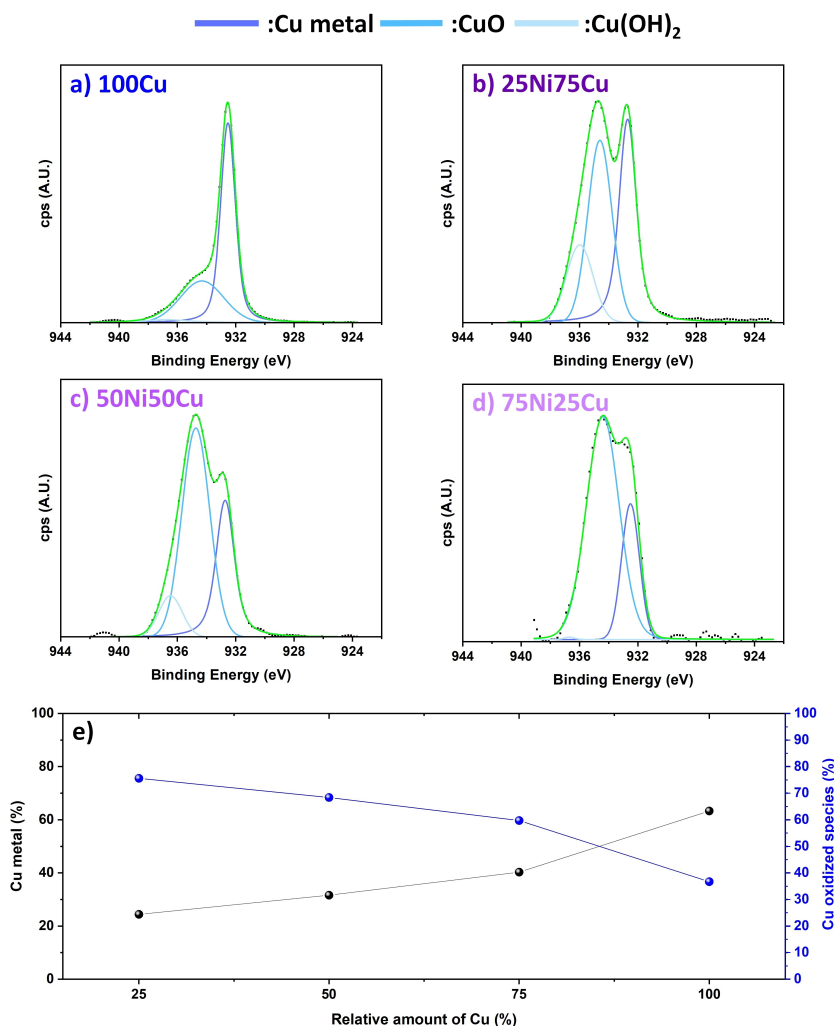 :Cu metal :CuO :Cu(OH)₂
a) 100Cu
cps (A.U.)
944 940 936 932 928 924
Binding Energy (eV)
b) 25Ni75Cu
cps (A.U.)
944 940 936 932 928 924
Binding Energy (eV)
c) 50Ni50Cu
cps (A.U.)
944 940 936 932 928 924
Binding Energy (eV)
d) 75Ni25Cu
cps (A.U.)
944 940 936 932 928 924
Binding Energy (eV)
e)
Cu metal (%)
100
80
60
40
20
0
100
90
80
70
60
50
40
30
20
10
0
Cu oxidized species (%)
25 50 75 100
Relative amount of Cu (%)